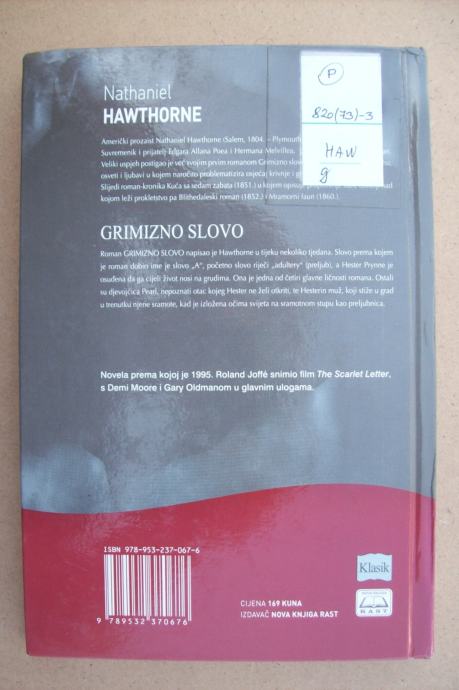 Nathaniel
HAWTHORNE
P
820(73)-3
HAW
g
Američki prozaist Nathaniel Hawthorne (Salem, 1804. – Plymouth
Suvremenik i prijatelj Edgara Allana Poea i Hermana Melvillea.
Veliki uspjeh postigao je već svojim prvim romanom Grimizno slovo
osveti i ljubavi u kojem naročito problematizira osjećaj krivnje i
Slijedi roman-kronika Kuća sa sedam zabata (1851.) u kojem opisuje
kojom leži prokletstvo pa Blithedaleski roman (1852.) i Mramorni faun (1860.)
GRIMIZNO SLOVO
Roman GRIMIZNO SLOVO napisao je Hawthorne u tijeku nekoliko tjedana. Slovo prema kojem
je roman dobio ime je slovo „A", početno slovo riječi „adultery" (preljub), a Hester Prynne je
osuđena da ga cijeli život nosi na grudima. Ona je jedna od četiri glavne ličnosti romana. Ostali
su djevojčica Pearl, nepoznati otac kojeg Hester ne želi otkriti, te Hesterin muž, koji stiže u grad
u trenutku njene sramote, kad je izložena očima svijeta na sramotnom stupu kao preljubnica.
Novela prema kojoj je 1995. Roland Joffé snimio film The Scarlet Letter,
s Demi Moore i Gary Oldmanom u glavnim ulogama.
ISBN 978-953-237-067-6
9 789532 370676
CIJENA 169 KUNA
IZDAVAČ NOVA KNJIGA RAST
Klasik
RAST